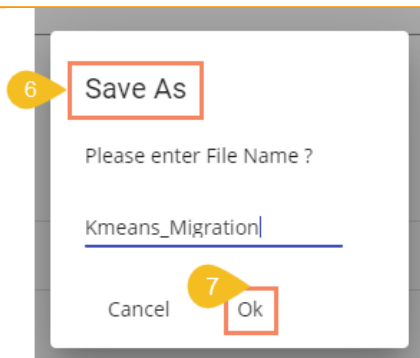 6
Save As
Please enter File Name ?
Kmeans_Migration
7
Cancel Ok